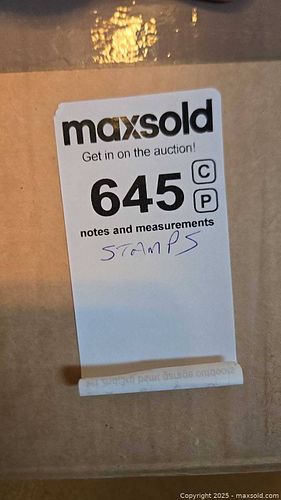 maxsold
Get in on the auction!
645 C
P
notes and measurements
STAMPS
Copyright © 2025 - maxsold.com